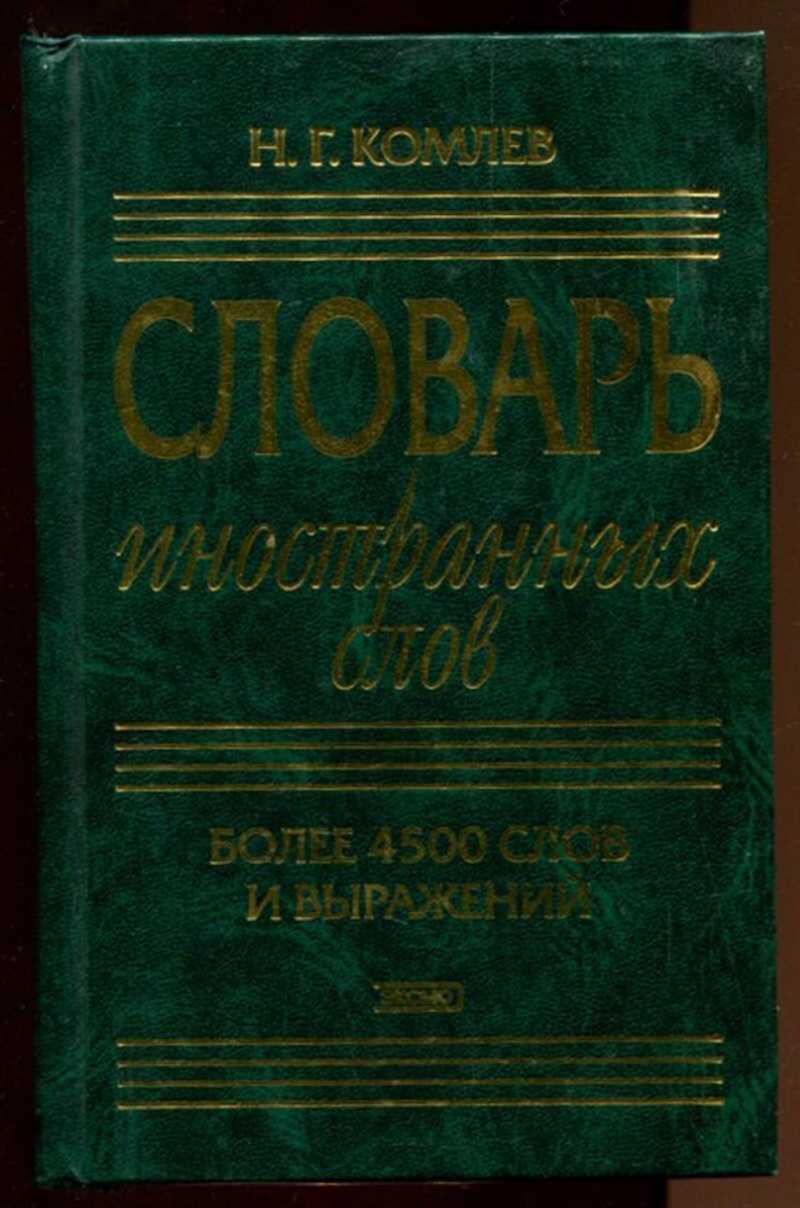 Н. Г. КОМЛЕВ
СЛОВАРЬ
иностранных
слов
БОЛЕЕ 4500 СЛОВ
И ВЫРАЖЕНИЙ
ЭКСМО